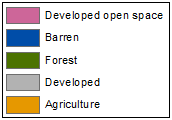 Developed open space
Barren
Forest
Developed
Agriculture